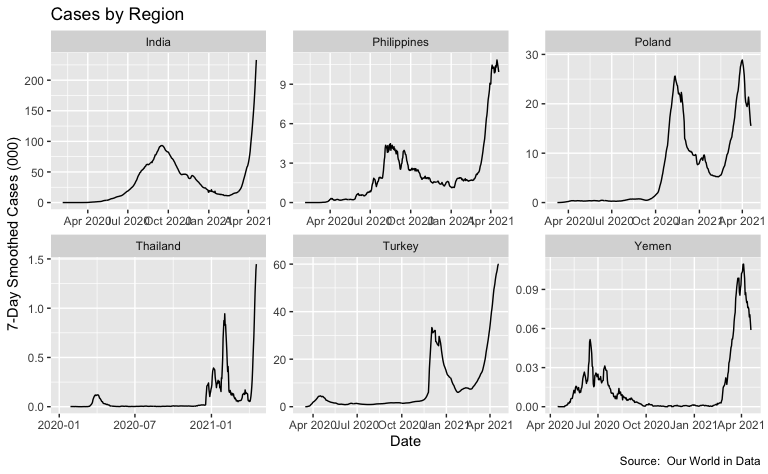 Cases by Region
India
Philippines
Poland
7-Day Smoothed Cases (000)
200
150
100
50
0
9
6
3
0
30
20
10
0
Apr 2020 Jul 2020 Oct 2020 Jan 2021 Apr 2021
Apr 2020 Jul 2020 Oct 2020 Jan 2021 Apr 2021
Apr 2020 Jul 2020 Oct 2020 Jan 2021 Apr 2021
Thailand
Turkey
Yemen
1.5
1.0
0.5
0.0
60
40
20
0
0.09
0.06
0.03
0.00
2020-01 2020-07 2021-01
Apr 2020 Jul 2020 Oct 2020 Jan 2021 Apr 2021
Apr 2020 Jul 2020 Oct 2020 Jan 2021 Apr 2021
Date
Source: Our World in Data